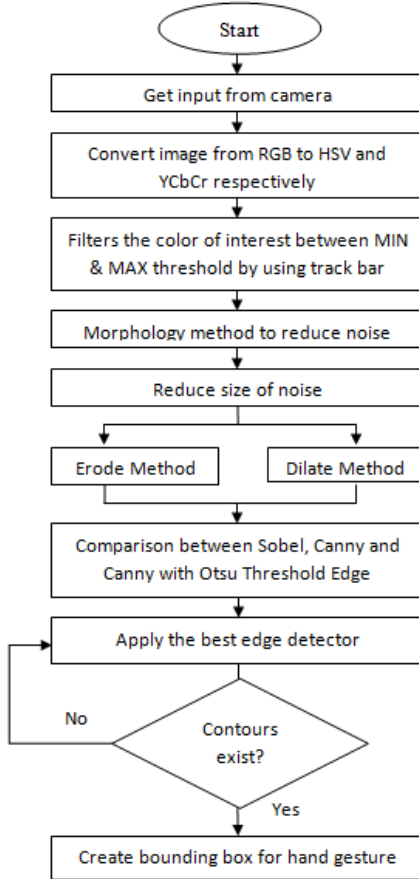 Start
Get input from camera
Convert image from RGB to HSV and
YCbCr respectively
Filters the color of interest between MIN
& MAX threshold by using track bar
Morphology method to reduce noise
Reduce size of noise
Erode Method
Dilate Method
Comparison between Sobel, Canny and
Canny with Otsu Threshold Edge
Apply the best edge detector
No
Contours
exist?
Yes
Create bounding box for hand gesture